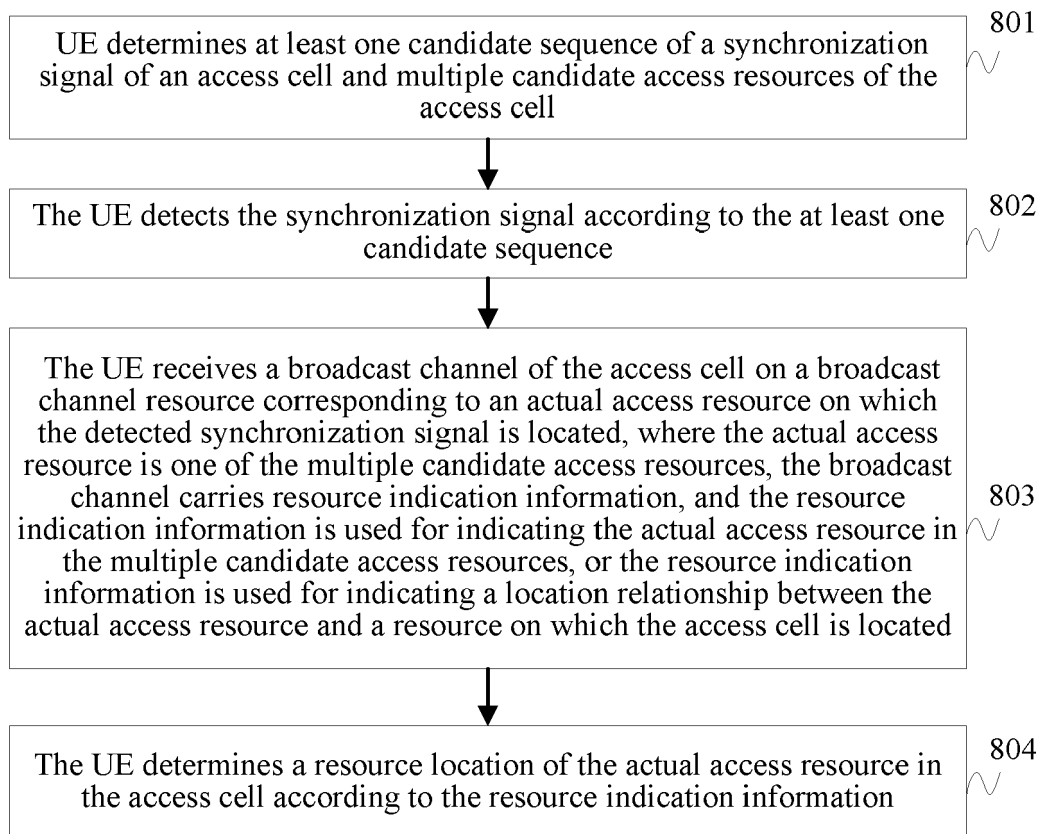 UE determines at least one candidate sequence of a synchronization
signal of an access cell and multiple candidate access resources of the
access cell
801
The UE detects the synchronization signal according to the at least one
candidate sequence
802
The UE receives a broadcast channel of the access cell on a broadcast
channel resource corresponding to an actual access resource on which
the detected synchronization signal is located, where the actual access
resource is one of the multiple candidate access resources, the broadcast
channel carries resource indication information, and the resource
indication information is used for indicating the actual access resource in
the multiple candidate access resources, or the resource indication
information is used for indicating a location relationship between the
actual access resource and a resource on which the access cell is located
803
The UE determines a resource location of the actual access resource in
the access cell according to the resource indication information
804